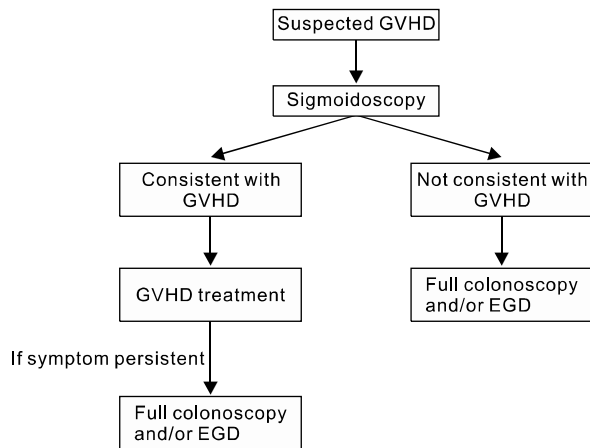 Suspected GVHD
Sigmoidoscopy
Consistent with
GVHD
Not consistent with
GVHD
GVHD treatment
Full colonoscopy
and/or EGD
If symptom persistent
Full colonoscopy
and/or EGD